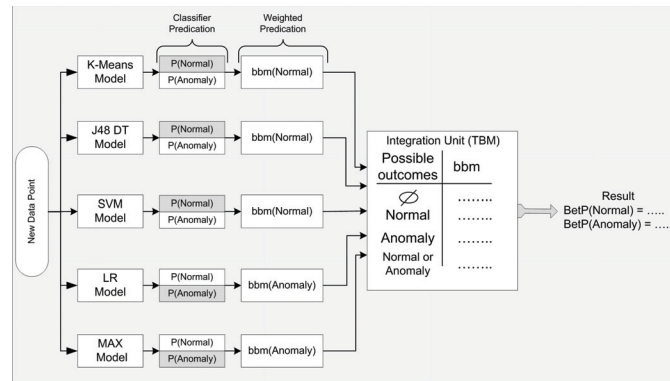 Classifier
Predication
Weighted
Predication
New Data Point
K-Means
Model
P(Normal)
P(Anomaly)
bbm(Normal)
J48 DT
Model
P(Normal)
P(Anomaly)
bbm(Normal)
SVM
Model
P(Normal)
P(Anomaly)
bbm(Normal)
LR
Model
P(Normal)
P(Anomaly)
bbm(Anomaly)
MAX
Model
P(Normal)
P(Anomaly)
bbm(Anomaly)
Integration Unit (TBM)
Possible
outcomes
bbm
∅ ........
Normal ........
Anomaly ........
Normal or
Anomaly ........
Result
BetP(Normal) = .....
BetP(Anomaly) = .....